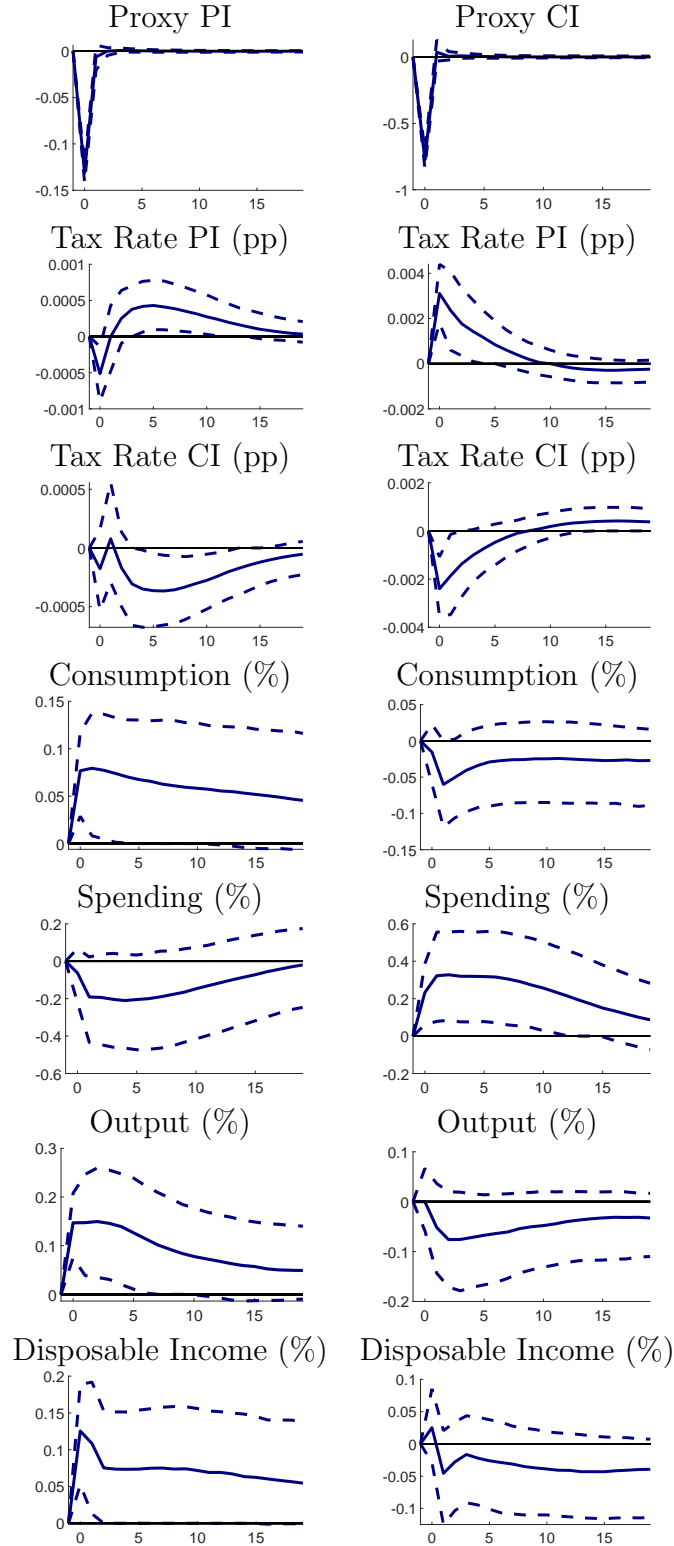 Proxy PI
0
-0.05
-0.1
-0.15
0 5 10 15
Proxy CI
0
-0.5
-1
0 5 10 15
Tax Rate PI (pp)
0.001
0.0005
0
-0.0005
-0.001
0 5 10 15
Tax Rate PI (pp)
0.004
0.002
0
-0.002
0 5 10 15
Tax Rate CI (pp)
0.0005
0
-0.0005
0 5 10 15
Tax Rate CI (pp)
0.002
0
-0.002
-0.004
0 5 10 15
Consumption (%)
0.15
0.1
0.05
0
0 5 10 15
Consumption (%)
0.05
0
-0.05
-0.1
-0.15
0 5 10 15
Spending (%)
0.2
0
-0.2
-0.4
-0.6
0 5 10 15
Spending (%)
0.6
0.4
0.2
0
-0.2
0 5 10 15
Output (%)
0.3
0.2
0.1
0
0 5 10 15
Output (%)
0.1
0
-0.1
-0.2
0 5 10 15
Disposable Income (%)
0.2
0.15
0.1
0.05
0
0 5 10 15
Disposable Income (%)
0.1
0.05
0
-0.05
-0.1
0 5 10 15